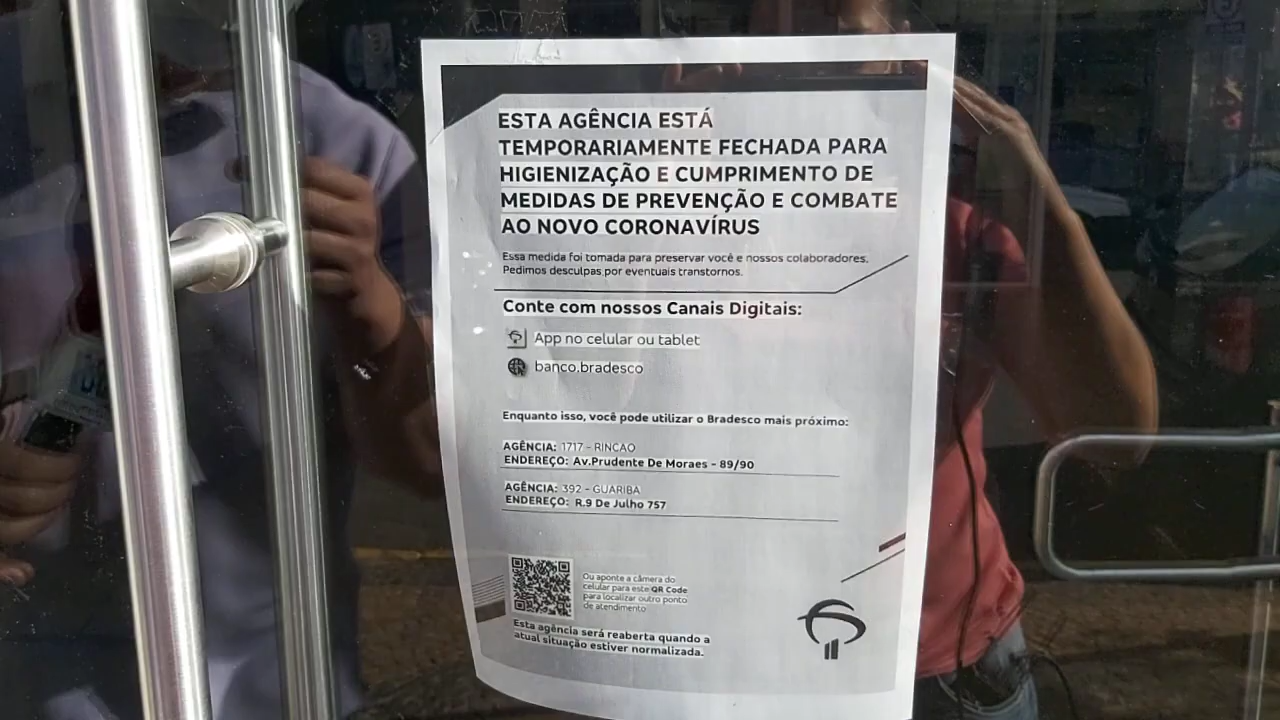 ESTA AGÊNCIA ESTÁ
TEMPORARIAMENTE FECHADA PARA
HIGIENIZAÇÃO E CUMPRIMENTO DE
MEDIDAS DE PREVENÇÃO E COMBATE
AO NOVO CORONAVÍRUS
Essa medida foi tomada para preservar você e nossos colaboradores.
Pedimos desculpas por eventuais transtornos.
Conte com nossos Canais Digitais:
App no celular ou tablet
banco.bradesco
Enquanto isso, você pode utilizar o Bradesco mais próximo:
AGÊNCIA: 1717 - RINCAO
ENDEREÇO: Av.Prudente De Moraes - 89/90
AGÊNCIA: 392 - GUARIBA
ENDEREÇO: R.9 De Julho 757
Ou aponte a câmera do
celular para este QR Code
para localizar outro ponto
de atendimento
Esta agência será reaberta quando a
atual situação estiver normalizada.